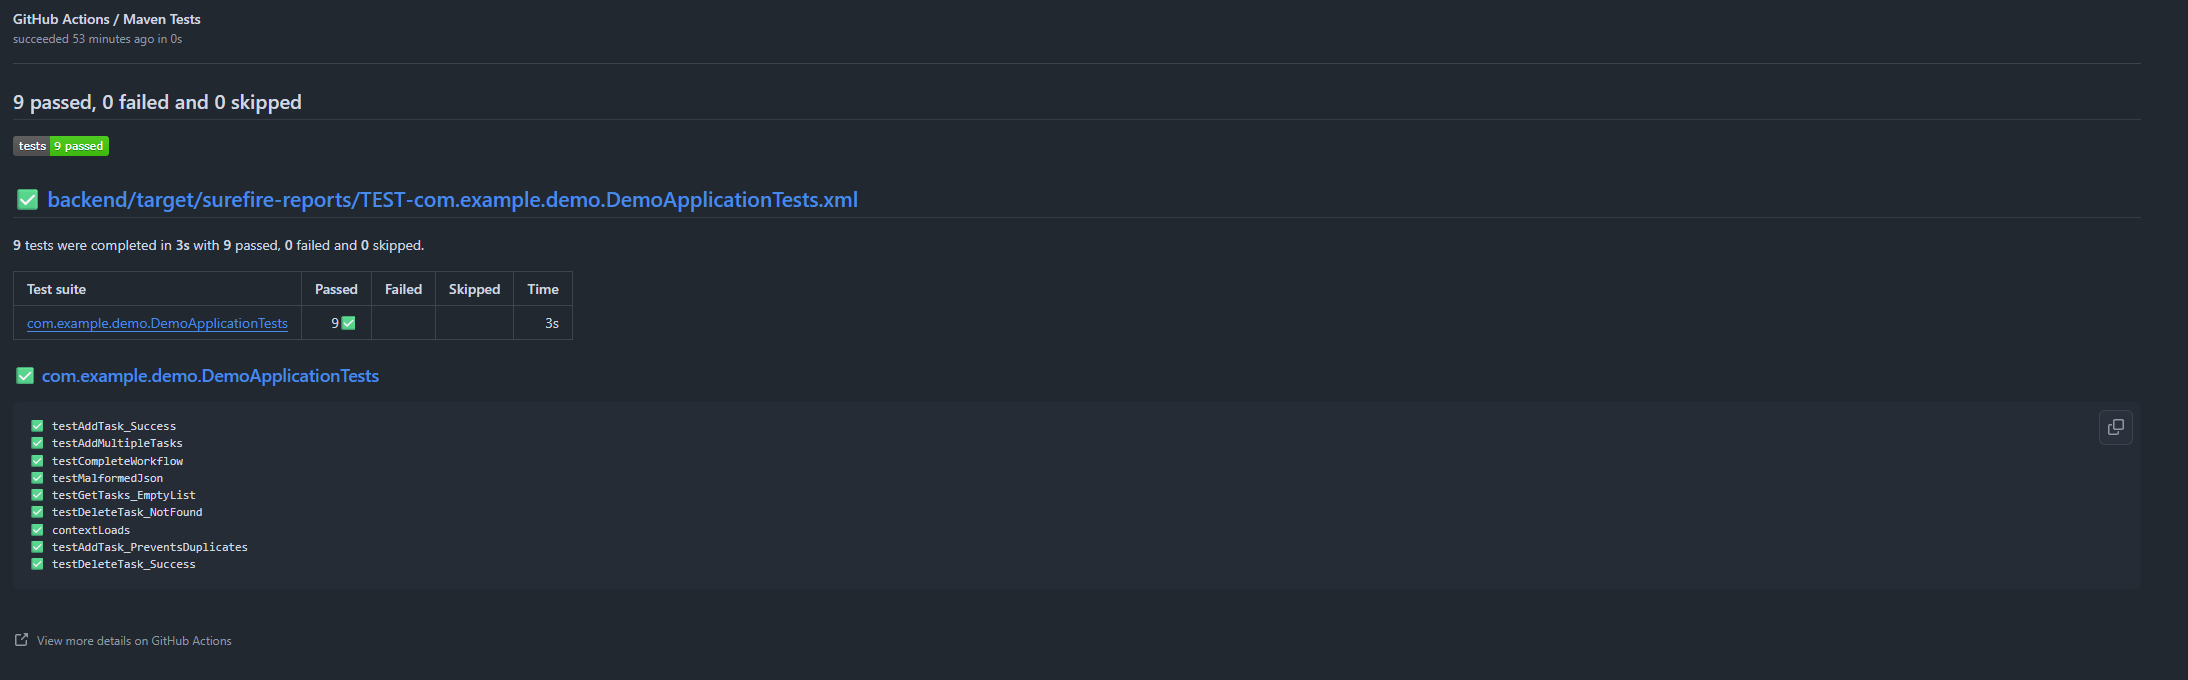 GitHub Actions / Maven Tests
succeeded 53 minutes ago in 0s
9 passed, 0 failed and 0 skipped
tests 9 passed
backend/target/surefire-reports/TEST-com.example.demo.DemoApplicationTests.xml
9 tests were completed in 3s with 9 passed, 0 failed and 0 skipped.
Test suite Passed Failed Skipped Time
com.example.demo.DemoApplicationTests 9✅ 3s
com.example.demo.DemoApplicationTests
testAddTask_Success
testAddMultipleTasks
testCompleteWorkflow
testMalformedJson
testGetTasks_EmptyList
testDeleteTask_NotFound
contextLoads
testAddTask_PreventsDuplicates
testDeleteTask_Success
View more details on GitHub Actions